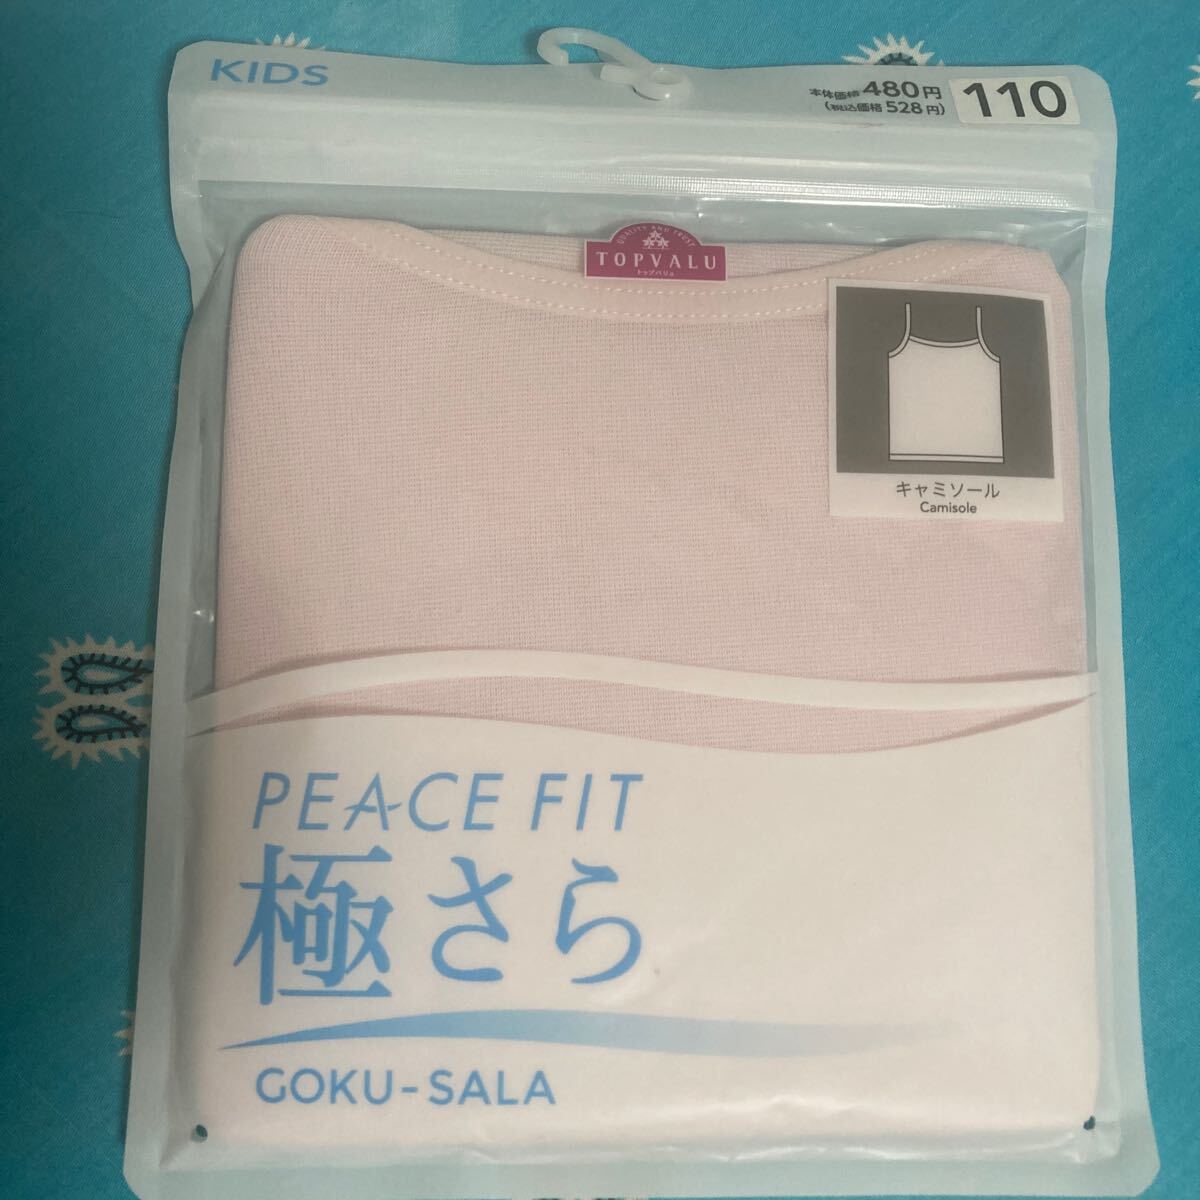 KIDS
本体価格 480円
(税込価格 528円)
110
QUALITY AND TRUST
TOPVALU
トップバリュ
キャミソール
Camisole
PEACE FIT
極さら
GOKU-SALA